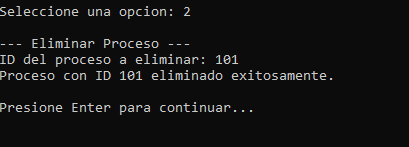 Seleccione una opcion: 2
--- Eliminar Proceso ---
ID del proceso a eliminar: 101
Proceso con ID 101 eliminado exitosamente.
Presione Enter para continuar...